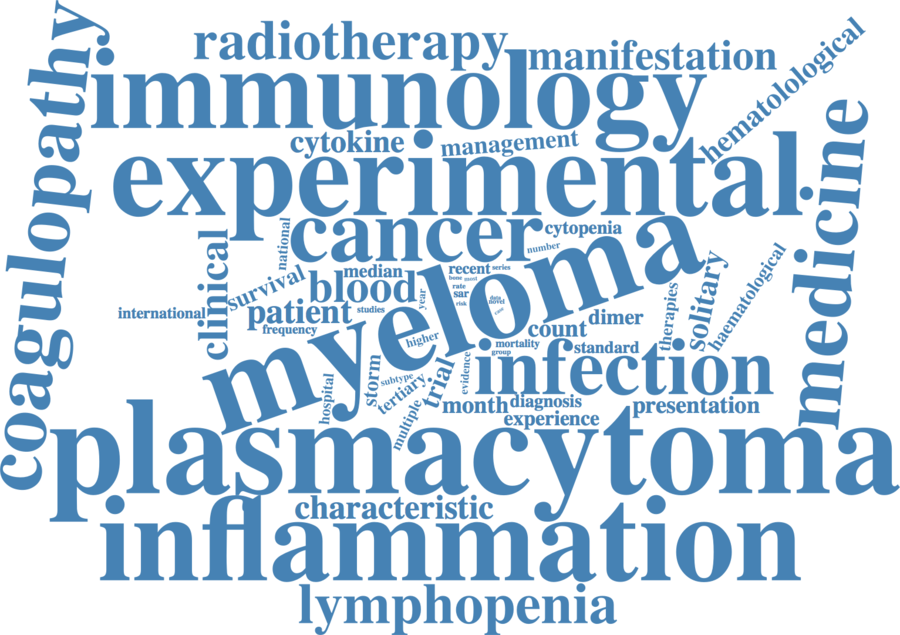 radiotherapy
manifestation
hematolological
coagulopathy
immunology
cytokine
management
experimental
medicine
national
cancer
cytopenia
number
clinical
survival
median
blood
recent
series
bone
rate
sar
risk
data
novel
case
year
international
patient
studies
frequency
myeloma
higher
count
dimer
therapies
solitary
haematological
mortality
group
standard
infection
evidence
trial
storm
subtype
tertiary
hospital
multiple
month
diagnosis
experience
presentation
plasmacytoma
characteristic
inflammation
lymphopenia